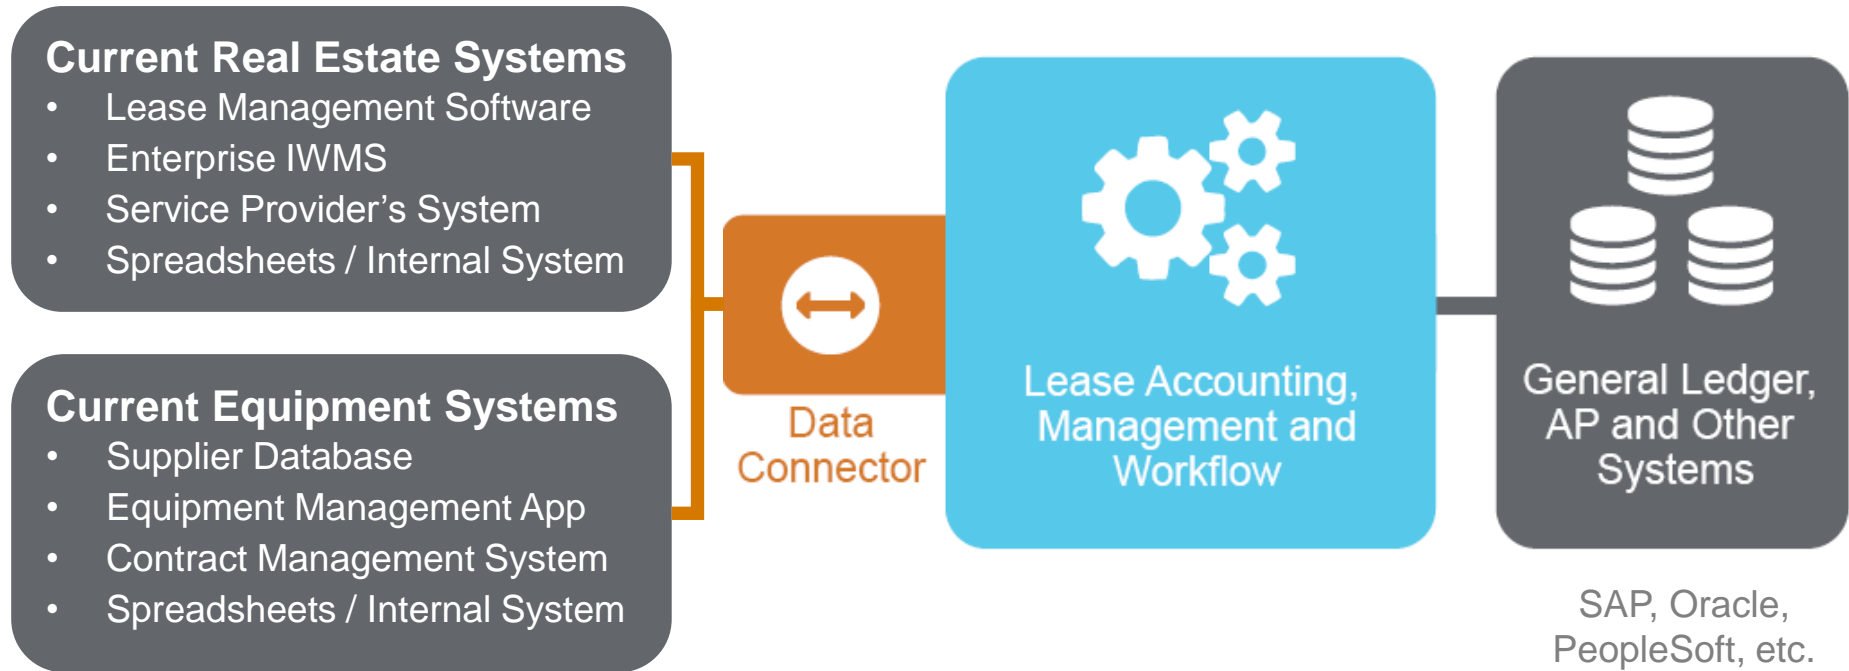 Current Real Estate Systems
• Lease Management Software
• Enterprise IWMS
• Service Provider’s System
• Spreadsheets / Internal System
Current Equipment Systems
• Supplier Database
• Equipment Management App
• Contract Management System
• Spreadsheets / Internal System
Data
Connector
Lease Accounting,
Management and
Workflow
General Ledger,
AP and Other
Systems
SAP, Oracle,
PeopleSoft, etc.